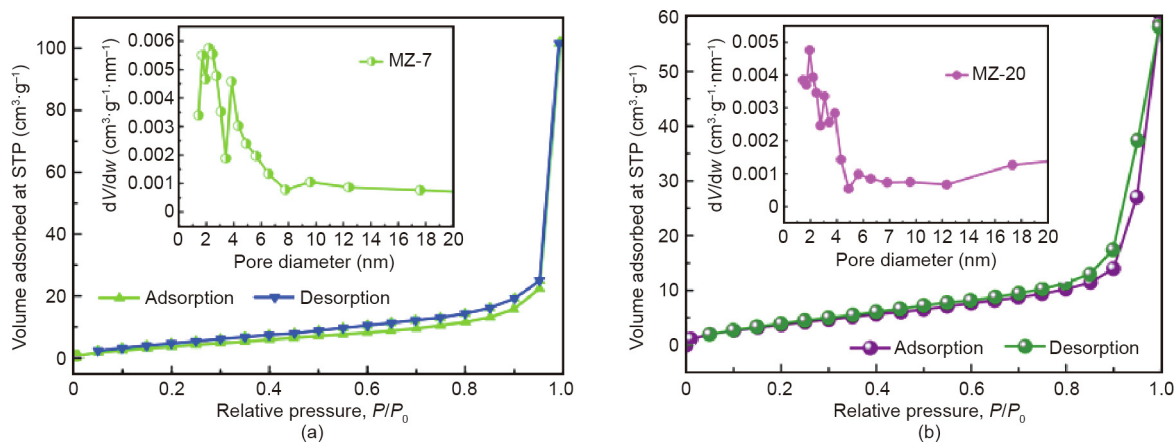 Volume adsorbed at STP (cm³·g⁻¹)
100
80
60
40
20
0
0
0.2
0.4
0.6
0.8
1.0
Relative pressure, P/P₀
(a)
dV/dw (cm³·g⁻¹·nm⁻¹)
0.006
0.005
0.004
0.003
0.002
0.001
0
0 2 4 6 8 10 12 14 16 18 20
Pore diameter (nm)
MZ-7
Adsorption Desorption
Volume adsorbed at STP (cm³·g⁻¹)
60
50
40
30
20
10
0
0
0.2
0.4
0.6
0.8
1.0
Relative pressure, P/P₀
(b)
dV/dw (cm³·g⁻¹·nm⁻¹)
0.005
0.004
0.003
0.002
0.001
0
0 2 4 6 8 10 12 14 16 18 20
Pore diameter (nm)
MZ-20
Adsorption Desorption